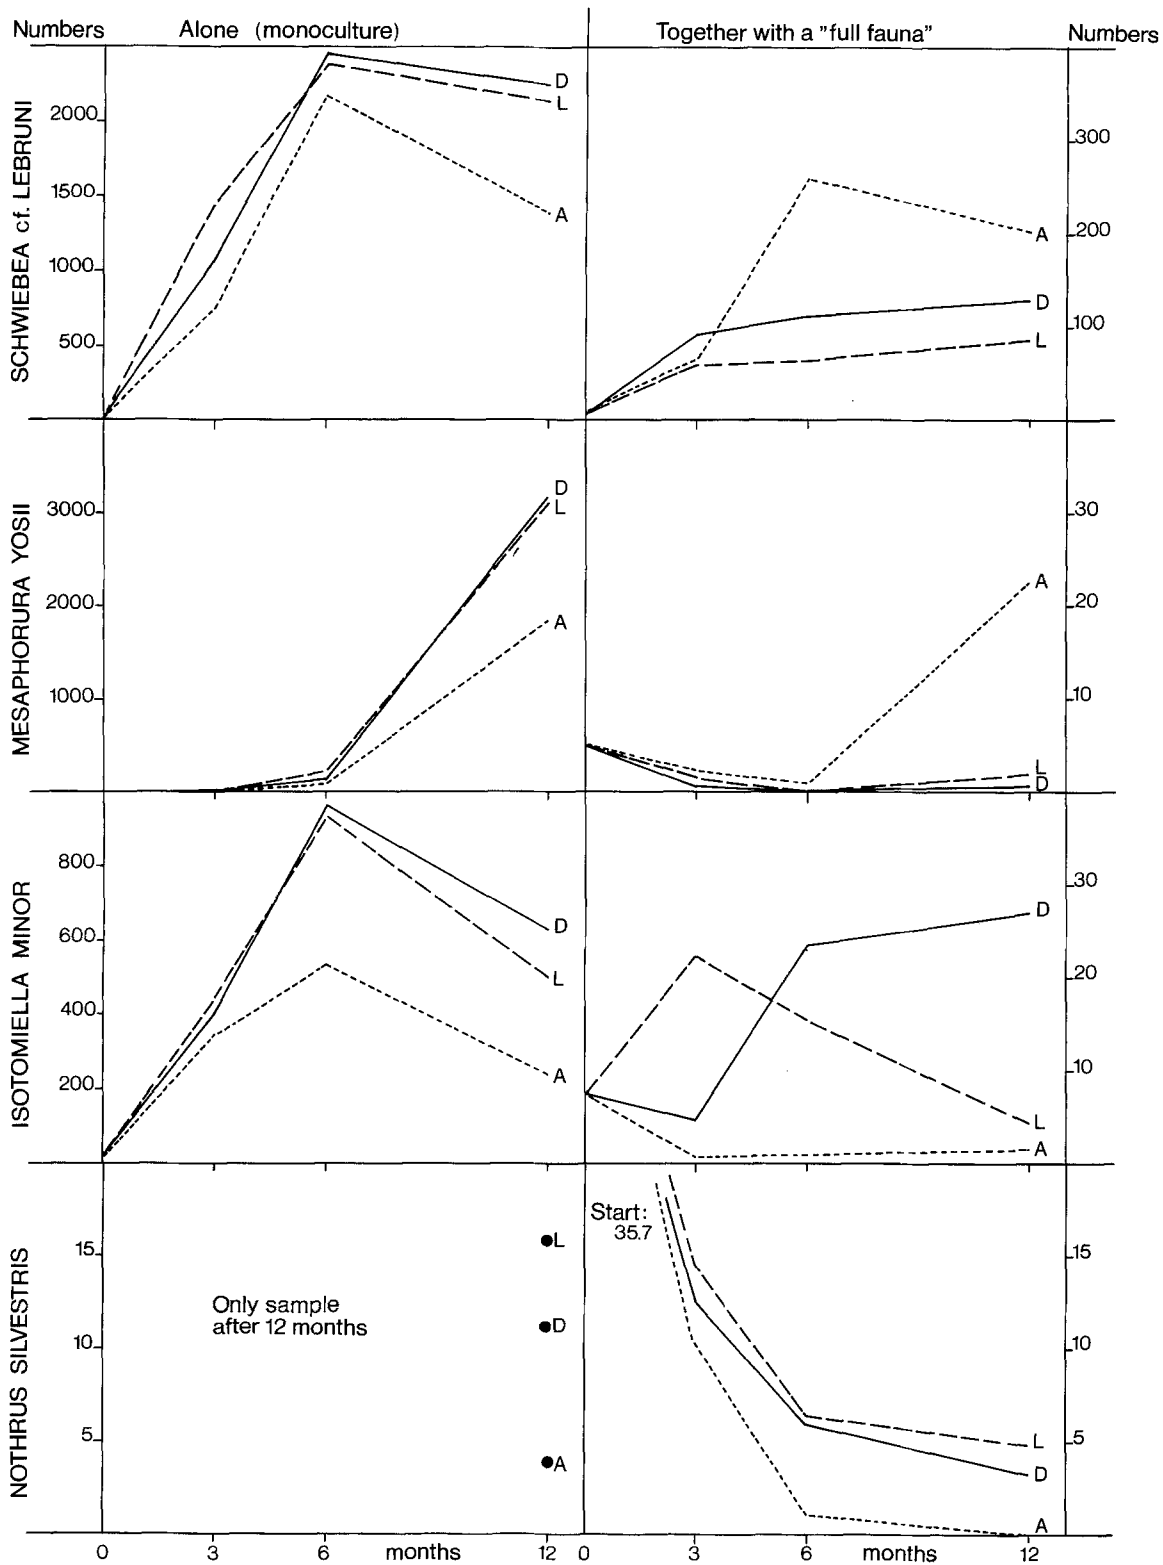 Numbers Alone (monoculture) Together with a "full fauna" Numbers
SCHWIEBEA cf. LEBRUNI
2000
1500
1000
500
D
L
A
300
200
100
A
D
L
MESAPHORURA YOSII
3000
2000
1000
D
L
A
30
20
10
A
L
D
ISOTOMIELLA MINOR
800
600
400
200
D
L
A
30
20
10
D
L
A
NOTHRUS SILVESTRIS
15
10
5
Only sample
after 12 months
L
D
A
Start:
35.7
15
10
5
L
D
A
0 3 6 months 12 0 3 6 months 12